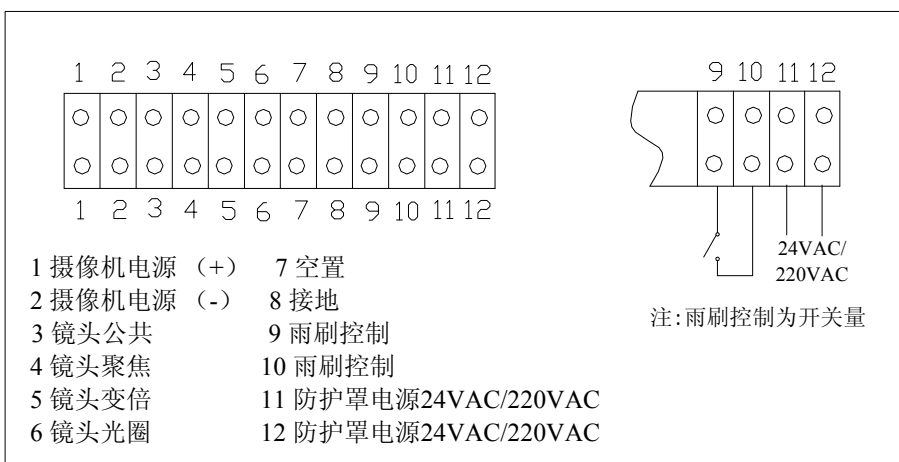 1 2 3 4 5 6 7 8 9 10 11 12
1 2 3 4 5 6 7 8 9 10 11 12
1 摄像机电源 （+） 7 空置
2 摄像机电源 （-） 8 接地
3 镜头公共 9 雨刷控制
4 镜头聚焦 10 雨刷控制
5 镜头变倍 11 防护罩电源24VAC/220VAC
6 镜头光圈 12 防护罩电源24VAC/220VAC
9 10 11 12
24VAC/
220VAC
注:雨刷控制为开关量